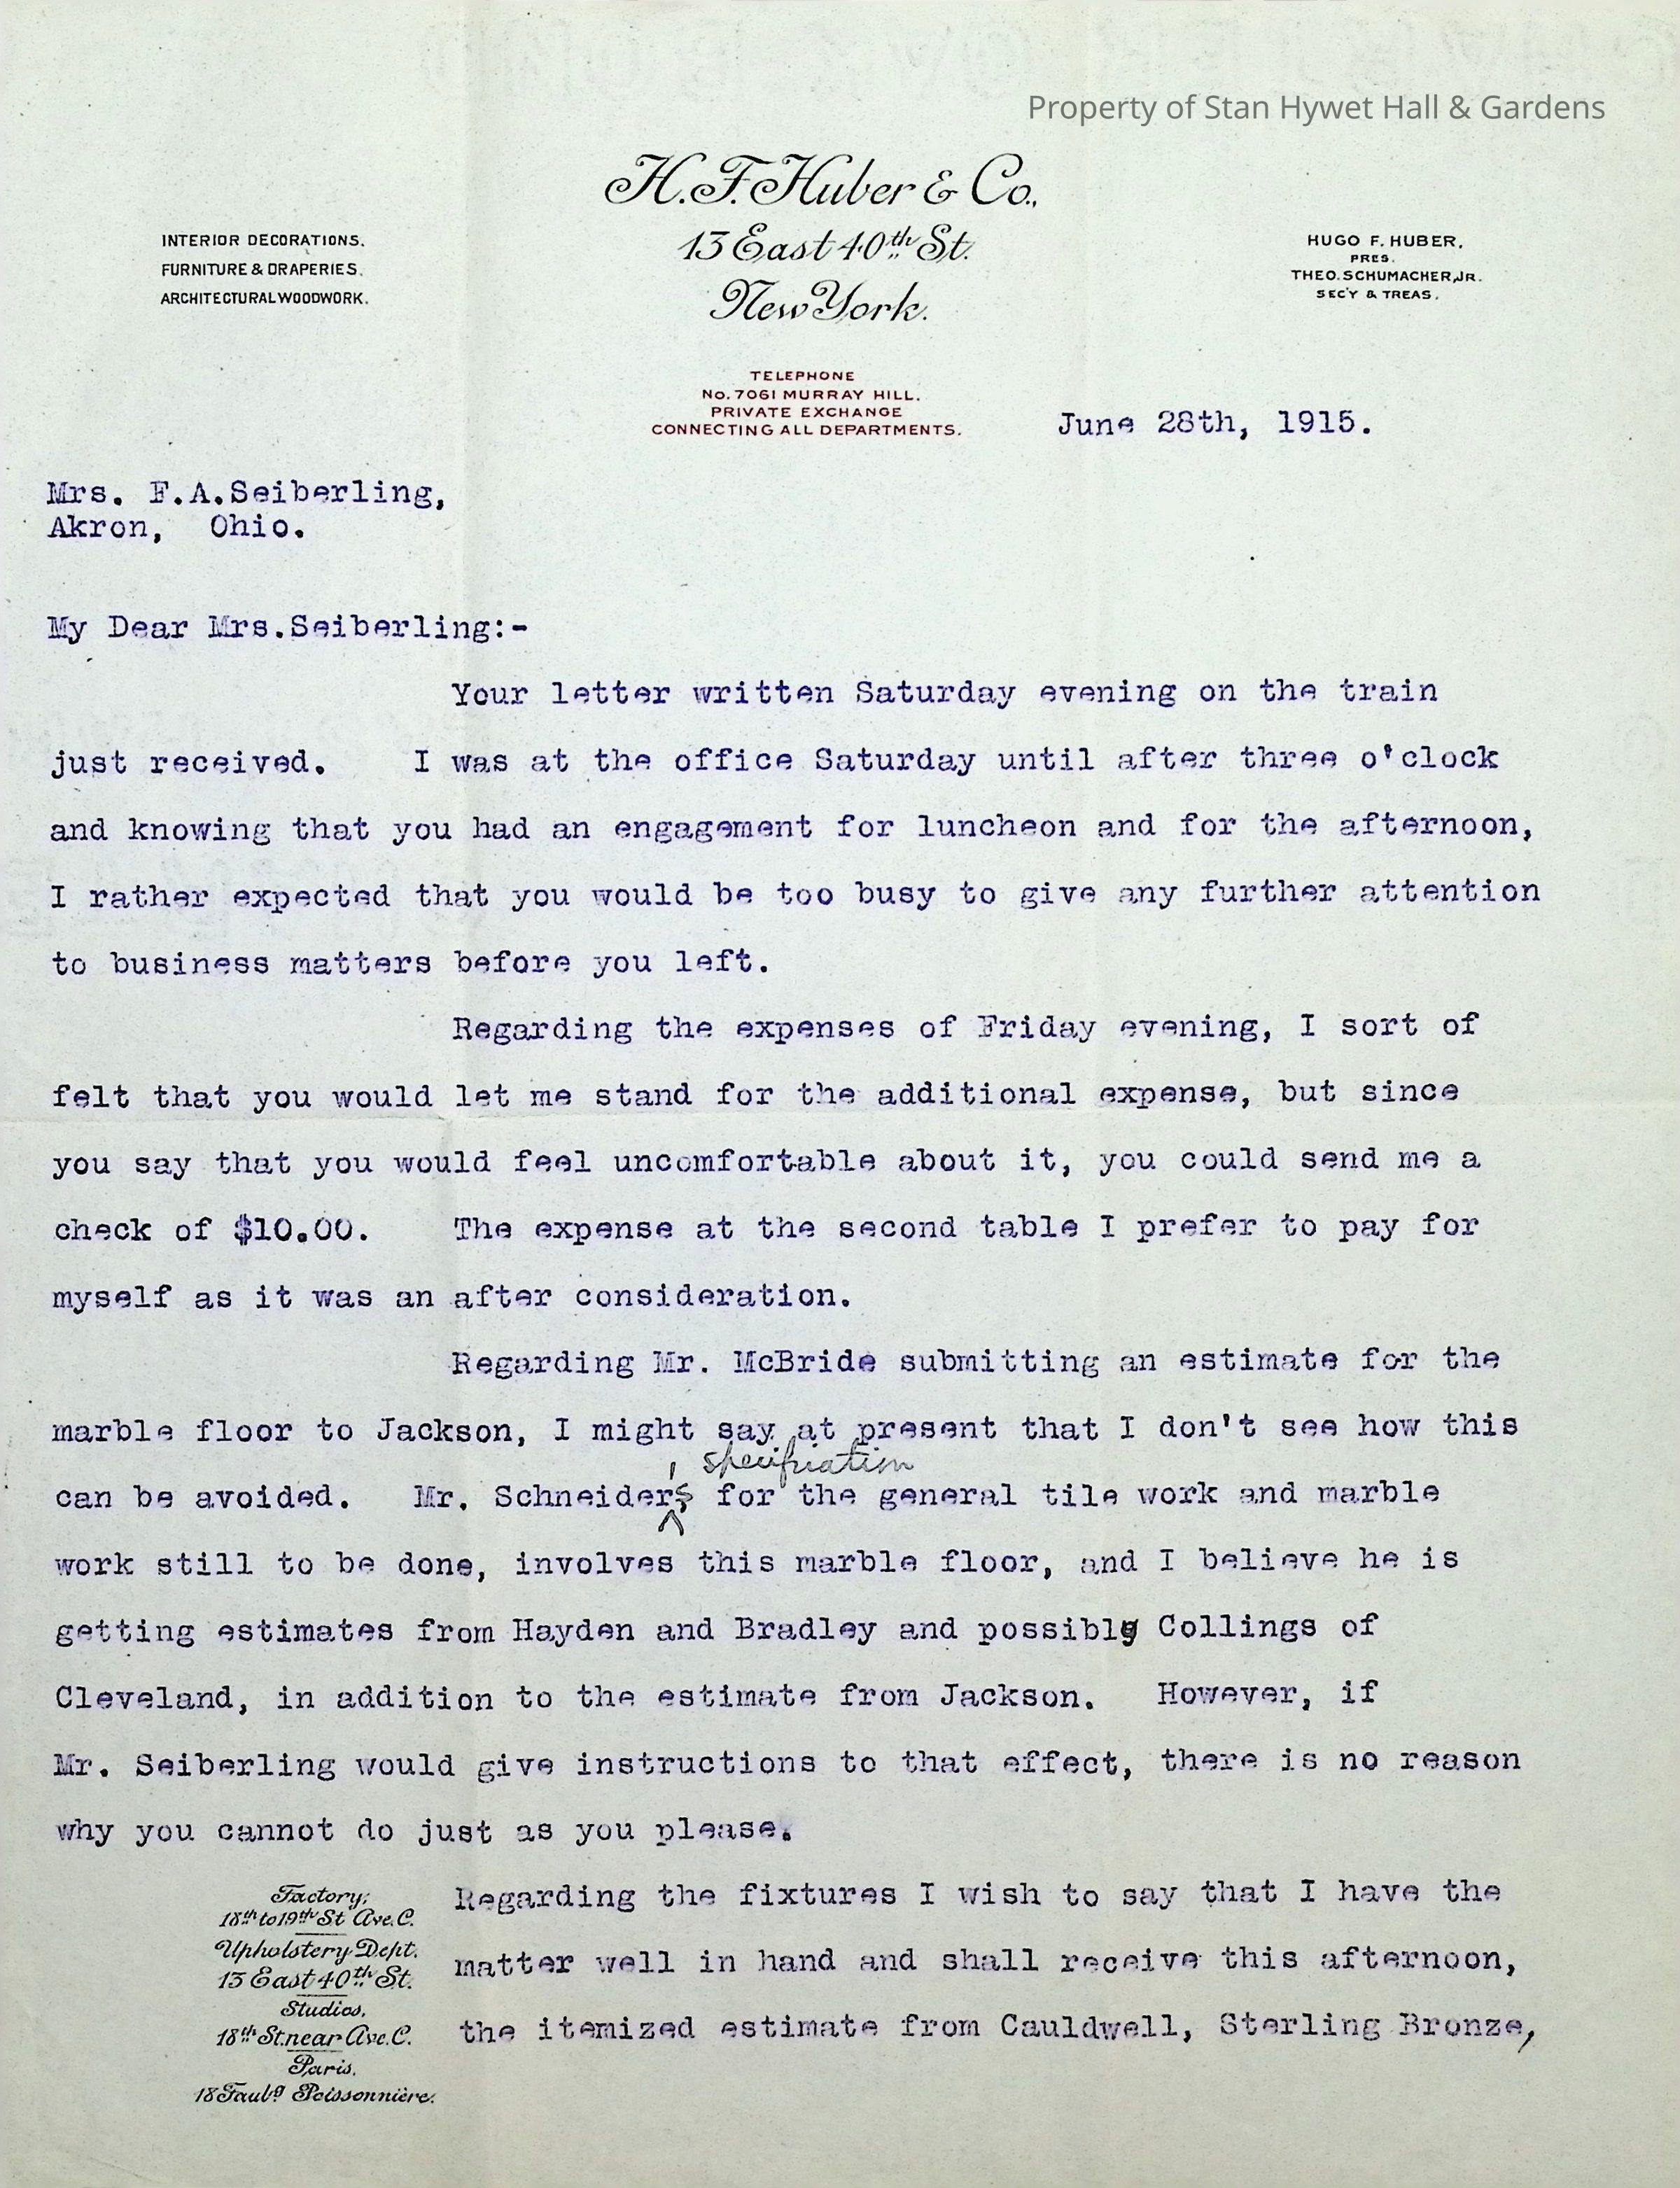 Property of Stan Hywet Hall & Gardens
H.F. Huber & Co.,
13 East 40th St.
New York.
INTERIOR DECORATIONS.
FURNITURE & DRAPERIES.
ARCHITECTURAL WOODWORK.
HUGO F. HUBER,
PRES.
THEO. SCHUMACHER, JR.
SEC'Y & TREAS.
TELEPHONE
No. 7061 MURRAY HILL.
PRIVATE EXCHANGE
CONNECTING ALL DEPARTMENTS.
June 28th, 1915.
Mrs. F.A.Seiberling,
Akron, Ohio.
My Dear Mrs.Seiberling:-
Your letter written Saturday evening on the train
just received. I was at the office Saturday until after three o'clock
and knowing that you had an engagement for luncheon and for the afternoon,
I rather expected that you would be too busy to give any further attention
to business matters before you left.
Regarding the expenses of Friday evening, I sort of
felt that you would let me stand for the additional expense, but since
you say that you would feel uncomfortable about it, you could send me a
check of $10.00. The expense at the second table I prefer to pay for
myself as it was an after consideration.
Regarding Mr. McBride submitting an estimate for the
marble floor to Jackson, I might say at present that I don't see how this
specification
can be avoided. Mr. Schneider's for the general tile work and marble
work still to be done, involves this marble floor, and I believe he is
getting estimates from Hayden and Bradley and possibly Collings of
Cleveland, in addition to the estimate from Jackson. However, if
Mr. Seiberling would give instructions to that effect, there is no reason
why you cannot do just as you please.
Regarding the fixtures I wish to say that I have the
matter well in hand and shall receive this afternoon,
the itemized estimate from Cauldwell, Sterling Bronze,
Factory;
18th to 19th St Ave. C.
Upholstery Dept.
13 East 40th St.
Studios,
18th St. near Ave. C.
Paris.
18 Faubg Poissonnière.